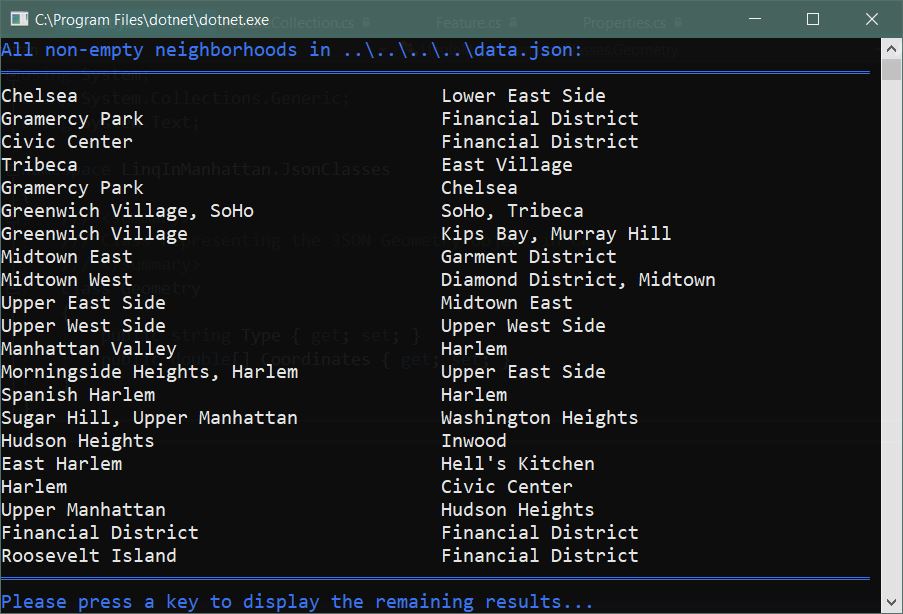 C:\Program Files\dotnet\dotnet.exe
All non-empty neighborhoods in ..\..\..\..\data.json:
Chelsea Lower East Side
Gramercy Park Financial District
Civic Center Financial District
Tribeca East Village
Gramercy Park Chelsea
Greenwich Village, SoHo SoHo, Tribeca
Greenwich Village Kips Bay, Murray Hill
Midtown East Garment District
Midtown West Diamond District, Midtown
Upper East Side Midtown East
Upper West Side Upper West Side
Manhattan Valley Harlem
Morningside Heights, Harlem Upper East Side
Spanish Harlem Harlem
Sugar Hill, Upper Manhattan Washington Heights
Hudson Heights Inwood
East Harlem Hell's Kitchen
Harlem Civic Center
Upper Manhattan Hudson Heights
Financial District Financial District
Roosevelt Island Financial District
Please press a key to display the remaining results...